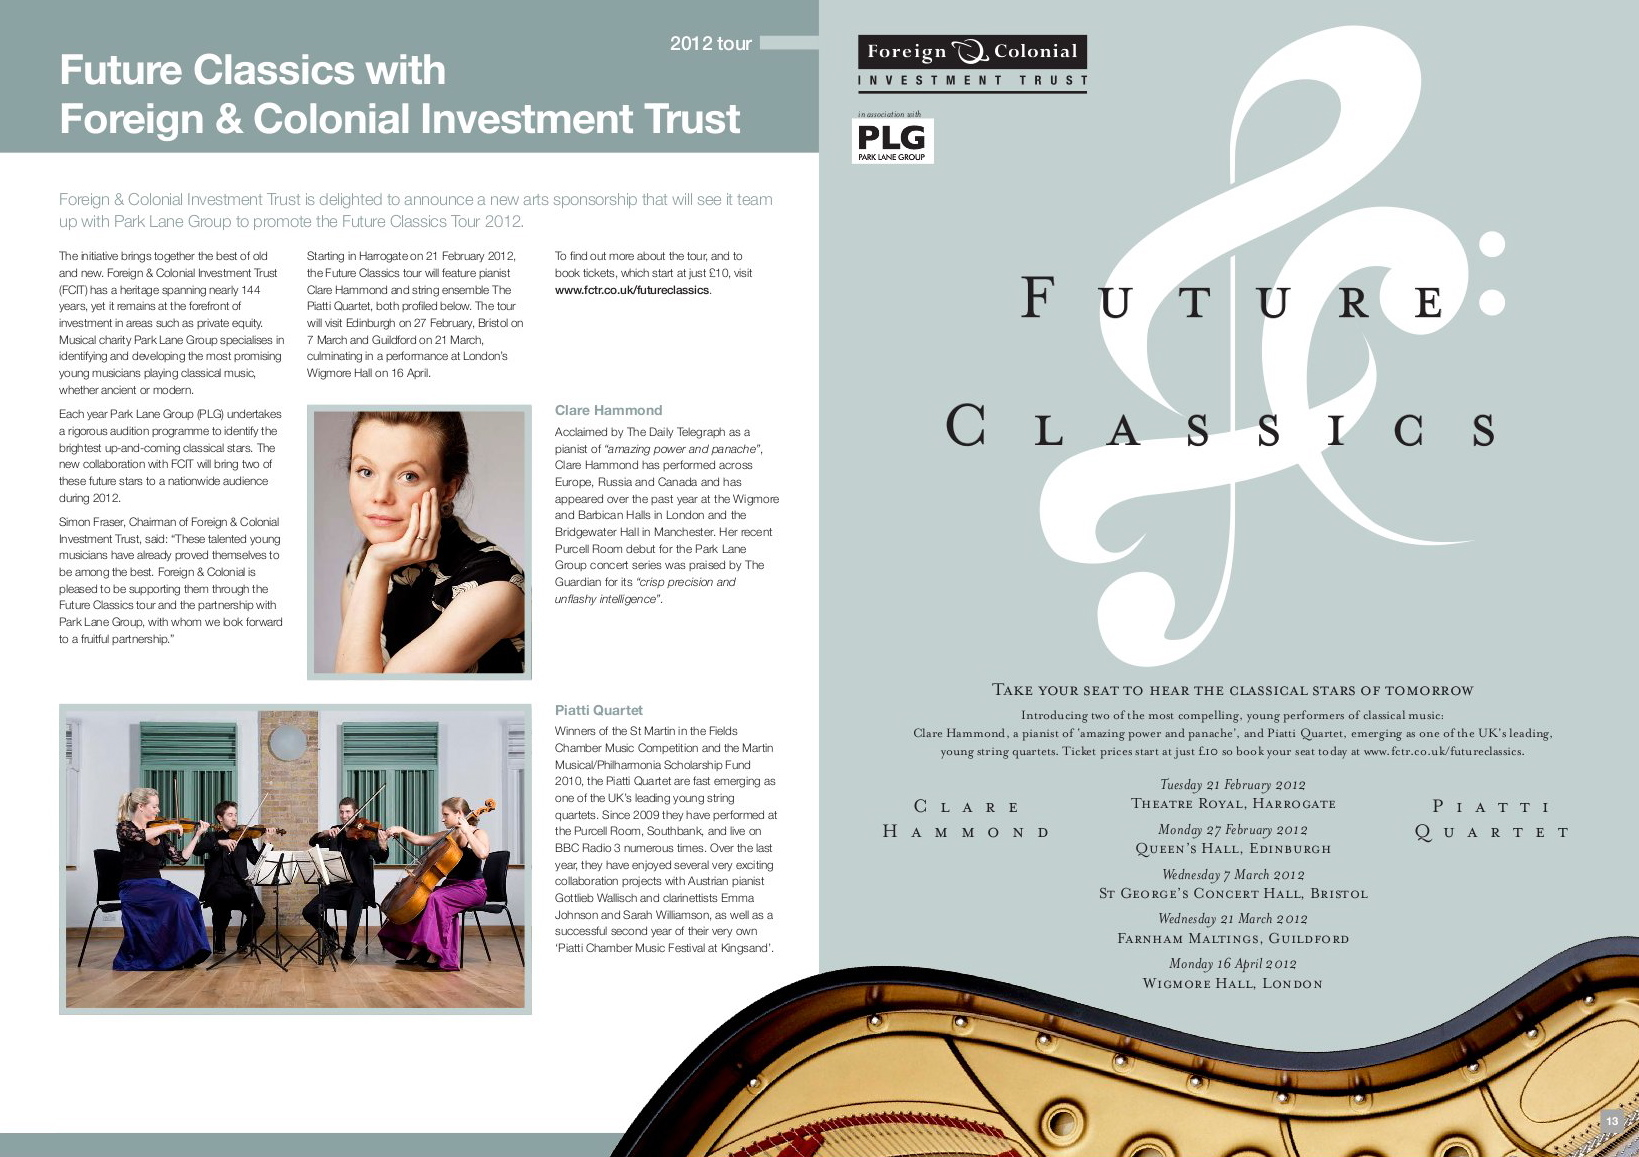 2012 tour
Future Classics with
Foreign & Colonial Investment Trust
Foreign & Colonial Investment Trust is delighted to announce a new arts sponsorship that will see it team
up with Park Lane Group to promote the Future Classics Tour 2012.
The initiative brings together the best of old
and new. Foreign & Colonial Investment Trust
(FCIT) has a heritage spanning nearly 144
years, yet it remains at the forefront of
investment in areas such as private equity.
Musical charity Park Lane Group specialises in
identifying and developing the most promising
young musicians playing classical music,
whether ancient or modern.
Each year Park Lane Group (PLG) undertakes
a rigorous audition programme to identify the
brightest up-and-coming classical stars. The
new collaboration with FCIT will bring two of
these future stars to a nationwide audience
during 2012.
Simon Fraser, Chairman of Foreign & Colonial
Investment Trust, said: “These talented young
musicians have already proved themselves to
be among the best. Foreign & Colonial is
pleased to be supporting them through the
Future Classics tour and the partnership with
Park Lane Group, with whom we look forward
to a fruitful partnership.”
Starting in Harrogate on 21 February 2012,
the Future Classics tour will feature pianist
Clare Hammond and string ensemble The
Piatti Quartet, both profiled below. The tour
will visit Edinburgh on 27 February, Bristol on
7 March and Guildford on 21 March,
culminating in a performance at London’s
Wigmore Hall on 16 April.
To find out more about the tour, and to
book tickets, which start at just £10, visit
www.fctr.co.uk/futureclassics.
Clare Hammond
Acclaimed by The Daily Telegraph as a
pianist of “amazing power and panache”,
Clare Hammond has performed across
Europe, Russia and Canada and has
appeared over the past year at the Wigmore
and Barbican Halls in London and the
Bridgewater Hall in Manchester. Her recent
Purcell Room debut for the Park Lane
Group concert series was praised by The
Guardian for its “crisp precision and
unflashy intelligence”.
Piatti Quartet
Winners of the St Martin in the Fields
Chamber Music Competition and the Martin
Musical/Philharmonia Scholarship Fund
2010, the Piatti Quartet are fast emerging as
one of the UK’s leading young string
quartets. Since 2009 they have performed at
the Purcell Room, Southbank, and live on
BBC Radio 3 numerous times. Over the last
year, they have enjoyed several very exciting
collaboration projects with Austrian pianist
Gottlieb Wallisch and clarinettists Emma
Johnson and Sarah Williamson, as well as a
successful second year of their very own
‘Piatti Chamber Music Festival at Kingsand’.
Foreign & Colonial
INVESTMENT TRUST
in association with
PLG
PARK LANE GROUP
FUTURE
CLASSICS
TAKE YOUR SEAT TO HEAR THE CLASSICAL STARS OF TOMORROW
Introducing two of the most compelling, young performers of classical music:
Clare Hammond, a pianist of 'amazing power and panache', and Piatti Quartet, emerging as one of the UK's leading,
young string quartets. Ticket prices start at just £10 so book your seat today at www.fctr.co.uk/futureclassics.
CLARE
HAMMOND
Tuesday 21 February 2012
THEATRE ROYAL, HARROGATE
Monday 27 February 2012
QUEEN'S HALL, EDINBURGH
Wednesday 7 March 2012
ST GEORGE'S CONCERT HALL, BRISTOL
Wednesday 21 March 2012
FARNHAM MALTINGS, GUILDFORD
Monday 16 April 2012
WIGMORE HALL, LONDON
PIATTI
QUARTET
13